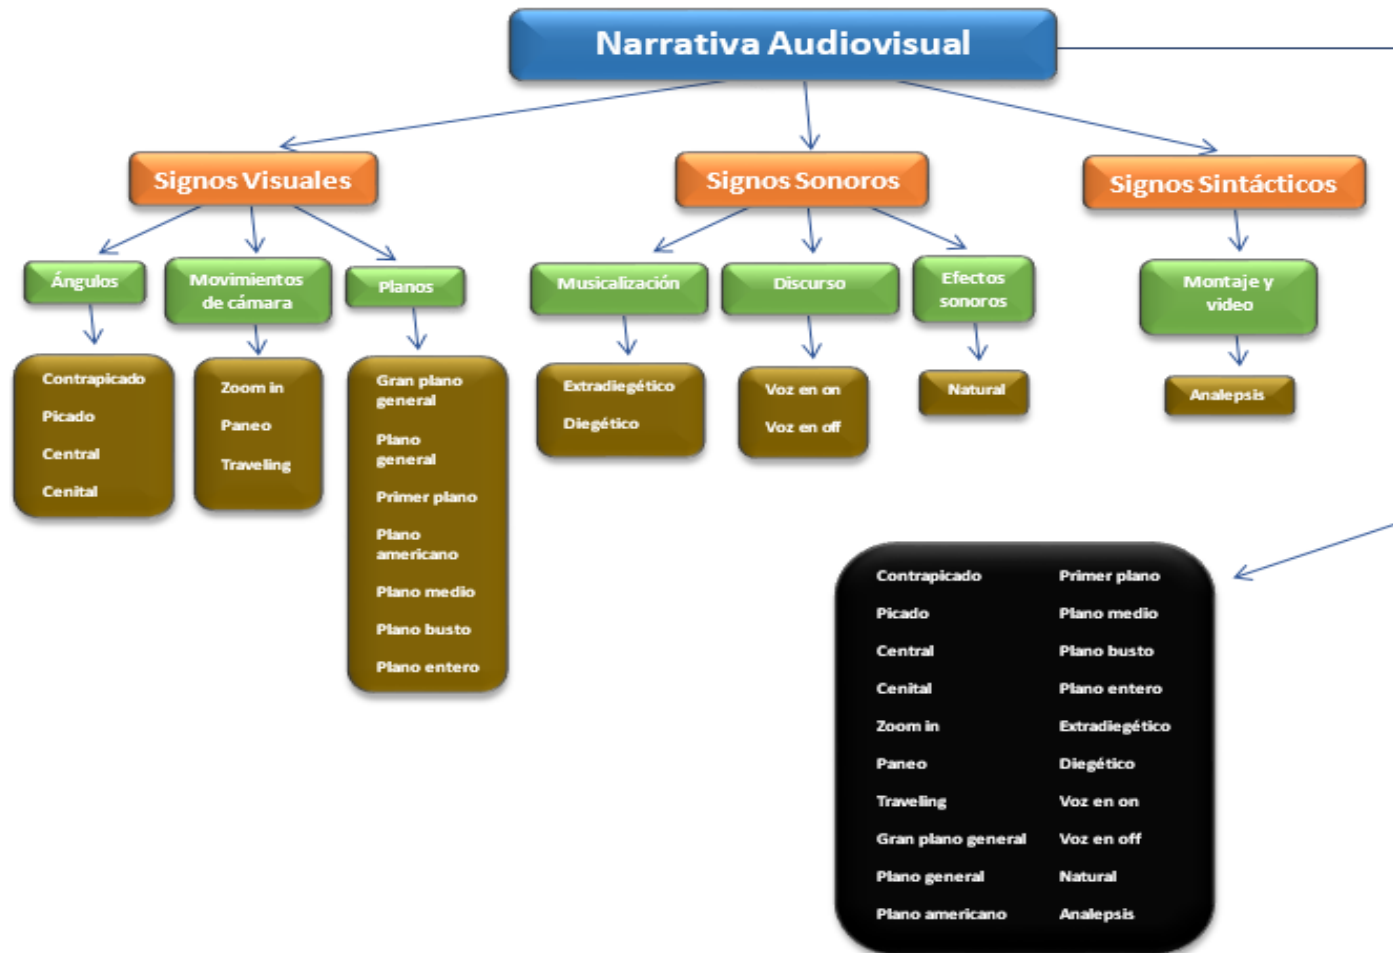 Narrativa Audiovisual
Signos Visuales
Signos Sonoros
Signos Sintácticos
Ángulos
Movimientos
de cámara
Planos
Musicalización
Discurso
Efectos
sonoros
Montaje y
video
Contrapicado
Picado
Central
Cenital
Zoom in
Paneo
Traveling
Gran plano
general
Plano
general
Primer plano
Plano
americano
Plano medio
Plano busto
Plano entero
Extradiegético
Diegético
Voz en on
Voz en off
Natural
Analepsis
Contrapicado
Picado
Central
Cenital
Zoom in
Paneo
Traveling
Gran plano general
Plano general
Plano americano
Primer plano
Plano medio
Plano busto
Plano entero
Extradiegético
Diegético
Voz en on
Voz en off
Natural
Analepsis